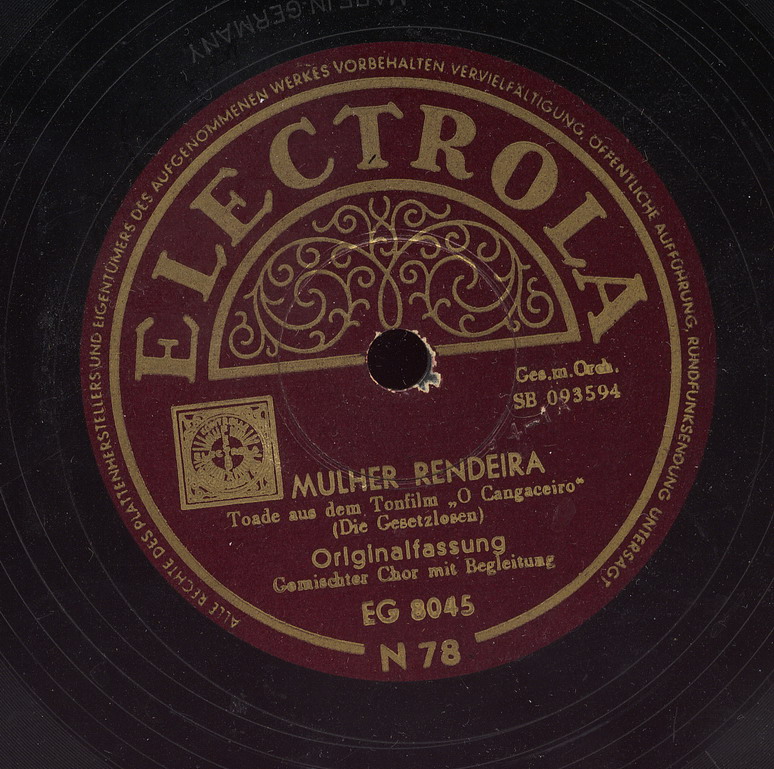 MADE IN GERMANY
ALLE RECHTE DES PLATTENHERSTELLERS UND EIGENTÜMERS DES AUFGENOMMENEN WERKES VORBEHALTEN VERVIELFÄLTIGUNG, ÖFFENTLICHE AUFFÜHRUNG, RUNDFUNKSENDUNG UNTERSAGT.
ELECTROLA
Ges.m.Orch.
SB 093594
MULHER RENDEIRA
Toade aus dem Tonfilm „O Cangaceiro"
(Die Gesetzlosen)
Originalfassung
Gemischter Chor mit Begleitung
EG 8045
N 78